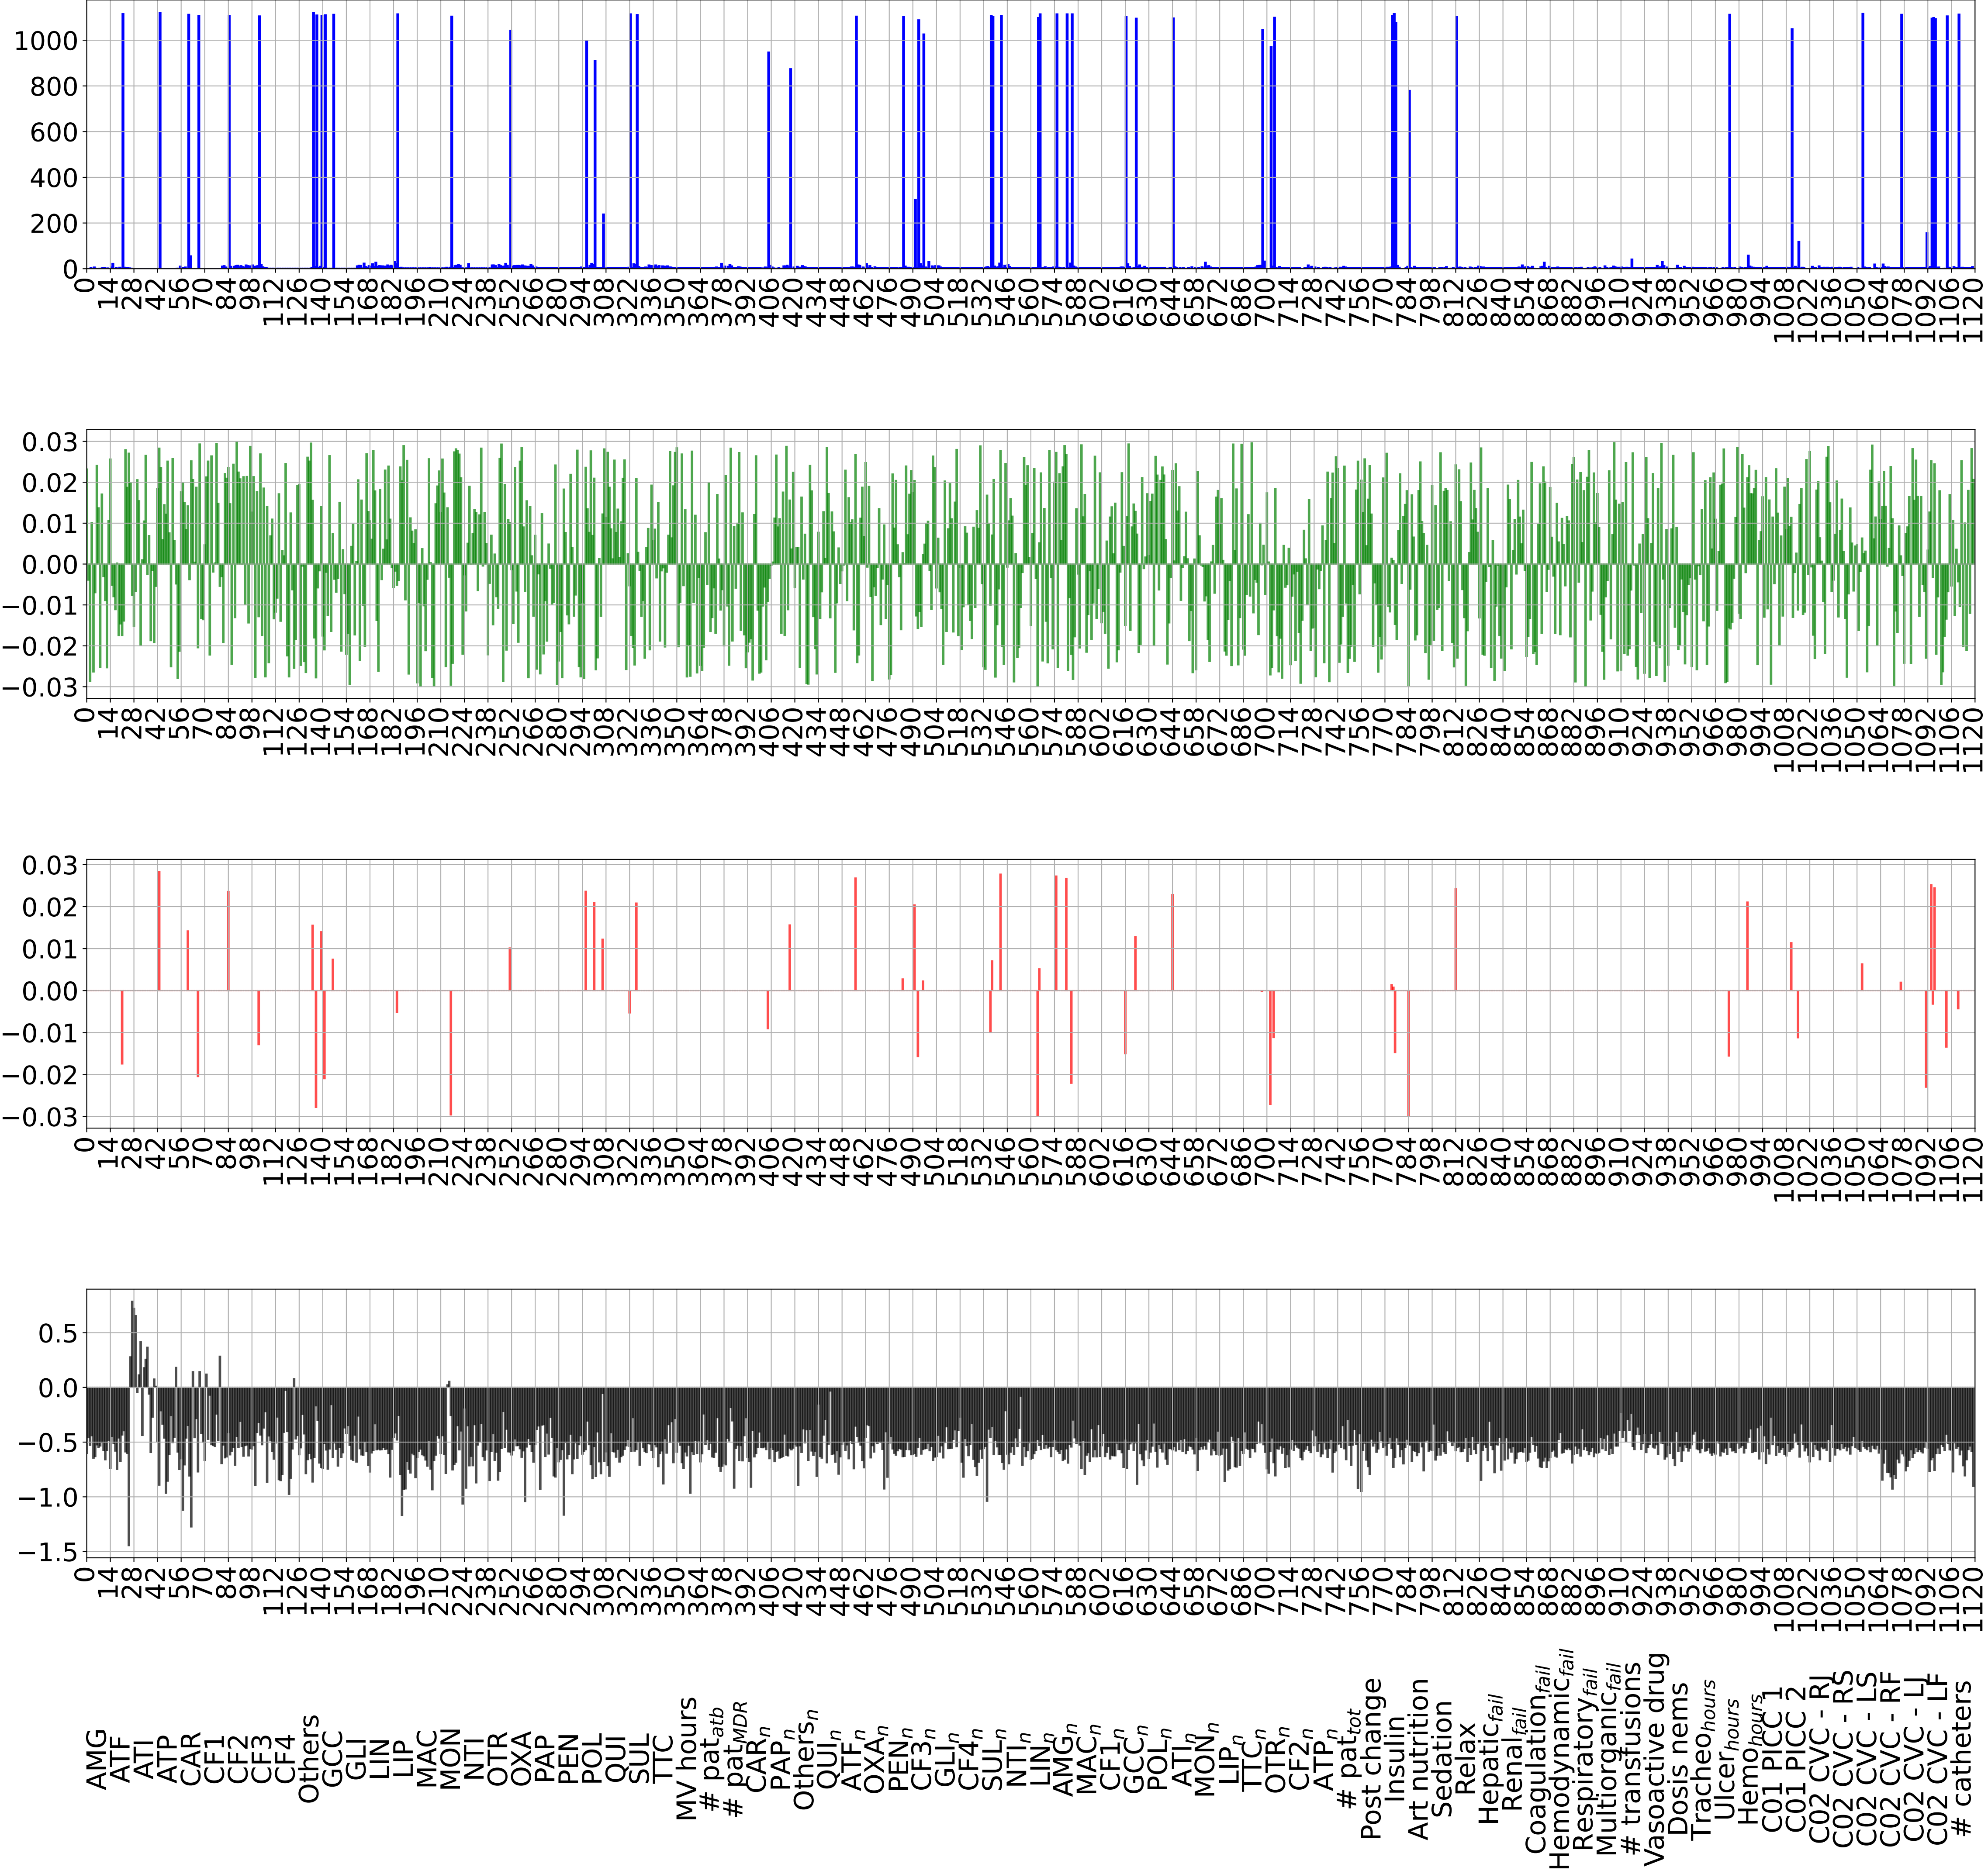 1000
800
600
400
200
0
0 14 28 42 56 70 84 98 112 126 140 154 168 182 196 210 224 238 252 266 280 294 308 322 336 350 364 378 392 406 420 434 448 462 476 490 504 518 532 546 560 574 588 602 616 630 644 658 672 686 700 714 728 742 756 770 784 798 812 826 840 854 868 882 896 910 924 938 952 966 980 994 1008 1022 1036 1050 1064 1078 1092 1106 1120
0.03
0.02
0.01
0.00
−0.01
−0.02
−0.03
0 14 28 42 56 70 84 98 112 126 140 154 168 182 196 210 224 238 252 266 280 294 308 322 336 350 364 378 392 406 420 434 448 462 476 490 504 518 532 546 560 574 588 602 616 630 644 658 672 686 700 714 728 742 756 770 784 798 812 826 840 854 868 882 896 910 924 938 952 966 980 994 1008 1022 1036 1050 1064 1078 1092 1106 1120
0.03
0.02
0.01
0.00
−0.01
−0.02
−0.03
0 14 28 42 56 70 84 98 112 126 140 154 168 182 196 210 224 238 252 266 280 294 308 322 336 350 364 378 392 406 420 434 448 462 476 490 504 518 532 546 560 574 588 602 616 630 644 658 672 686 700 714 728 742 756 770 784 798 812 826 840 854 868 882 896 910 924 938 952 966 980 994 1008 1022 1036 1050 1064 1078 1092 1106 1120
0.5
0.0
−0.5
−1.0
−1.5
0 14 28 42 56 70 84 98 112 126 140 154 168 182 196 210 224 238 252 266 280 294 308 322 336 350 364 378 392 406 420 434 448 462 476 490 504 518 532 546 560 574 588 602 616 630 644 658 672 686 700 714 728 742 756 770 784 798 812 826 840 854 868 882 896 910 924 938 952 966 980 994 1008 1022 1036 1050 1064 1078 1092 1106 1120
AMG
ATF
ATI
ATP
CAR
CF1
CF2
CF3
CF4
Others
GCC
GLI
LIN
LIP
MAC
MON
NTI
OTR
OXA
PAP
PEN
POL
QUI
SUL
TTC
MV hours
# pat_atb
# pat_MDR
CAR_n
PAP_n
Others_n
QUI_n
ATF_n
OXA_n
PEN_n
CF3_n
GLI_n
CF4_n
SUL_n
NTI_n
LIN_n
AMG_n
MAC_n
CF1_n
GCC_n
POL_n
ATI_n
MON_n
LIP_n
TTC_n
OTR_n
CF2_n
ATP_n
# pat_tot
Post change
Insulin
Art nutrition
Sedation
Relax
Hepatic_fail
Renal_fail
Coagulation_fail
Hemodynamic_fail
Respiratory_fail
Multiorganic_fail
# transfusions
Vasoactive drug
Dosis nems
Tracheo_hours
Ulcer_hours
Hemo_hours
C01 PICC 1
C01 PICC 2
C02 CVC - RJ
C02 CVC - RS
C02 CVC - LS
C02 CVC - RF
C02 CVC - LJ
C02 CVC - LF
# catheters